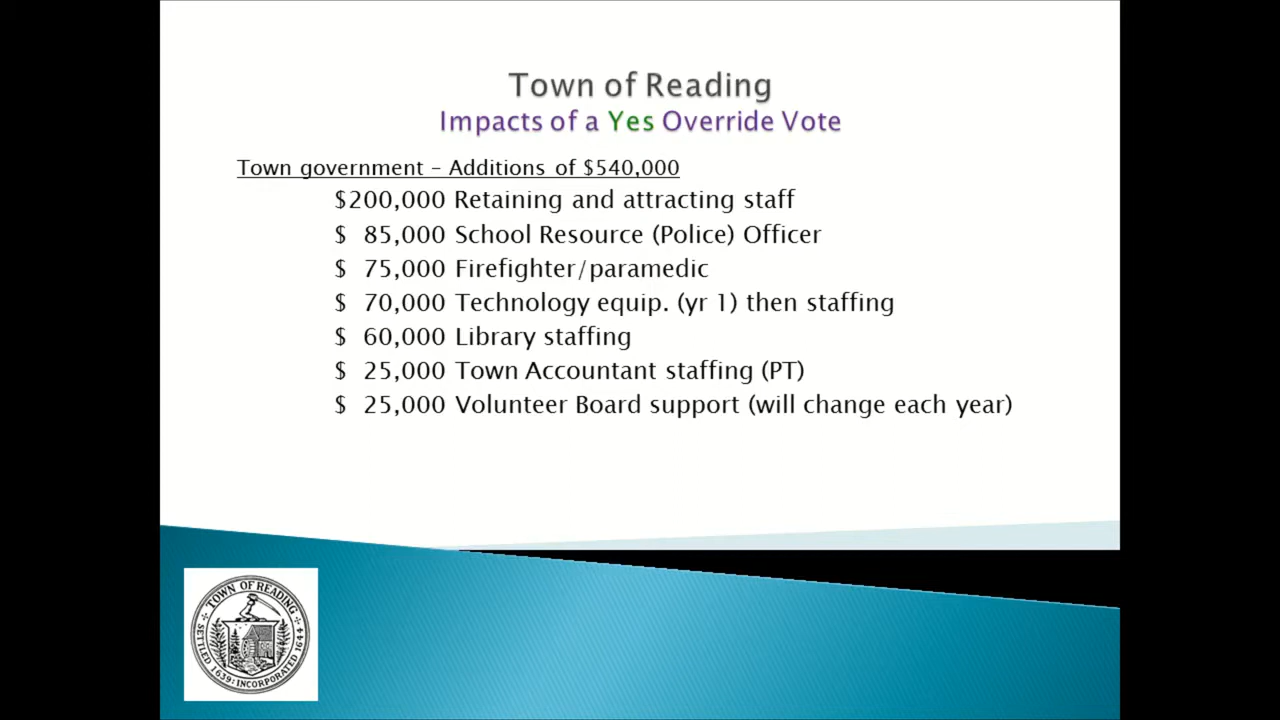 Town of Reading
Impacts of a Yes Override Vote
Town government – Additions of $540,000
$200,000 Retaining and attracting staff
$ 85,000 School Resource (Police) Officer
$ 75,000 Firefighter/paramedic
$ 70,000 Technology equip. (yr 1) then staffing
$ 60,000 Library staffing
$ 25,000 Town Accountant staffing (PT)
$ 25,000 Volunteer Board support (will change each year)
TOWN OF READING
SETTLED 1639: INCORPORATED 1644